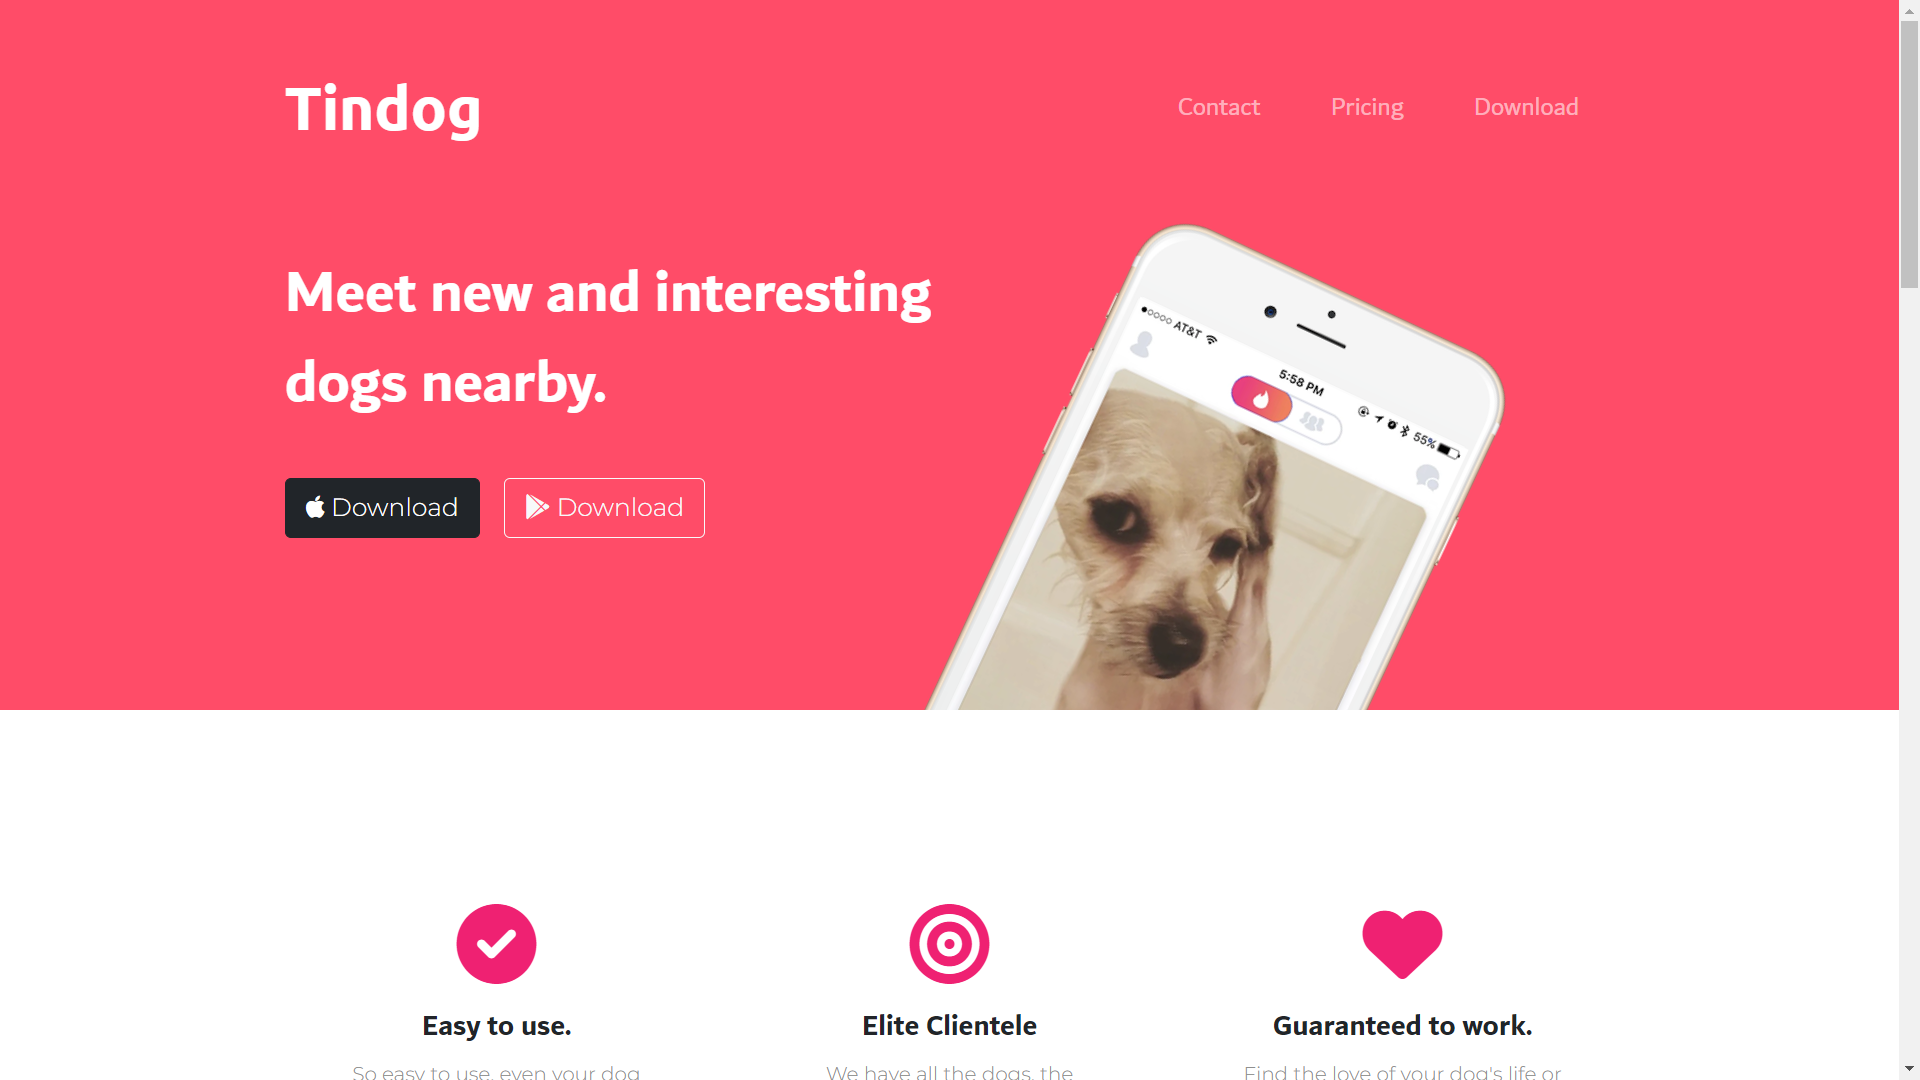 Tindog
Contact
Pricing
Download
Meet new and interesting
dogs nearby.
Download
Download
AT&T
5:58 PM
55%
Easy to use.
Elite Clientele
Guaranteed to work.
So easy to use, even your dog
We have all the dogs, the
Find the love of your dog's life or